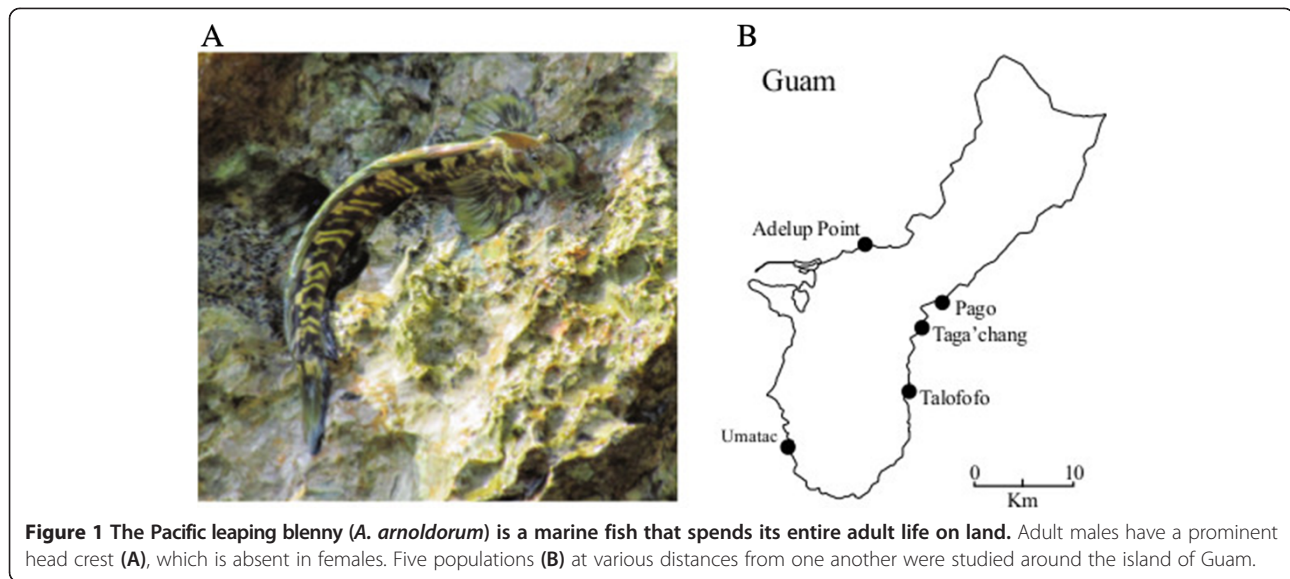 A
B
Guam
Adelup Point
Pago
Taga'chang
Talofofo
Umatac
0 10
Km
Figure 1 The Pacific leaping blenny (A. arnoldorum) is a marine fish that spends its entire adult life on land. Adult males have a prominent
head crest (A), which is absent in females. Five populations (B) at various distances from one another were studied around the island of Guam.